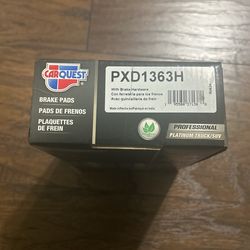 CARQUEST
BRAKE PADS
PADS DE FRENOS
PLAQUETTES
DE FREIN
PXD1363H
With Brake Hardware
Con ferretería para los frenos
Avec quincaillerie de frein
PROFESSIONAL
PLATINUM TRUCK/SUV